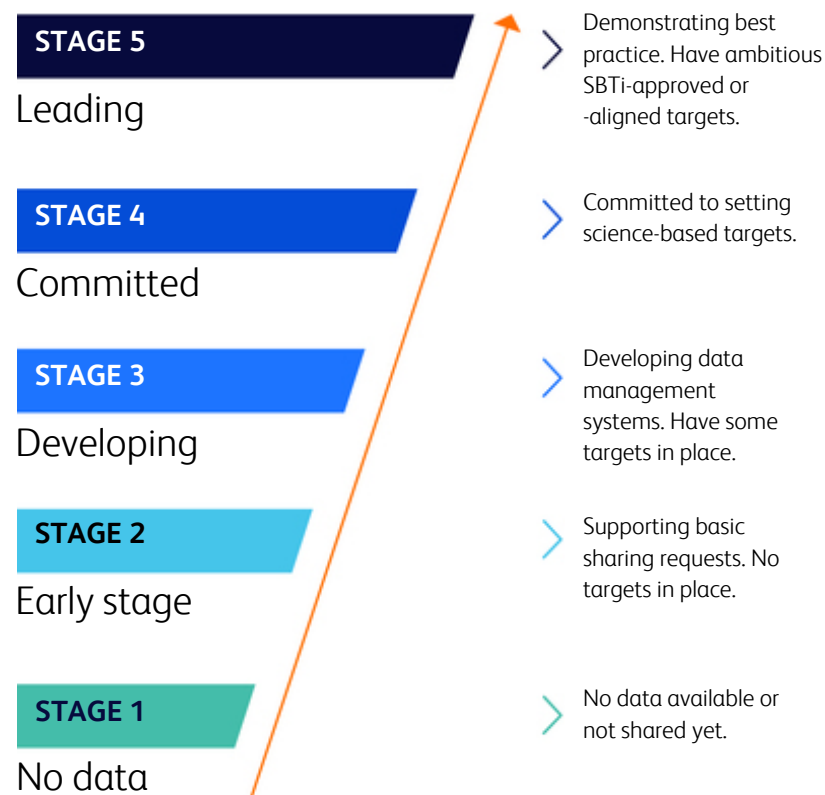 STAGE 5
Leading
Demonstrating best
practice. Have ambitious
SBTi-approved or
-aligned targets.
STAGE 4
Committed
Committed to setting
science-based targets.
STAGE 3
Developing
Developing data
management
systems. Have some
targets in place.
STAGE 2
Early stage
Supporting basic
sharing requests. No
targets in place.
STAGE 1
No data
No data available or
not shared yet.